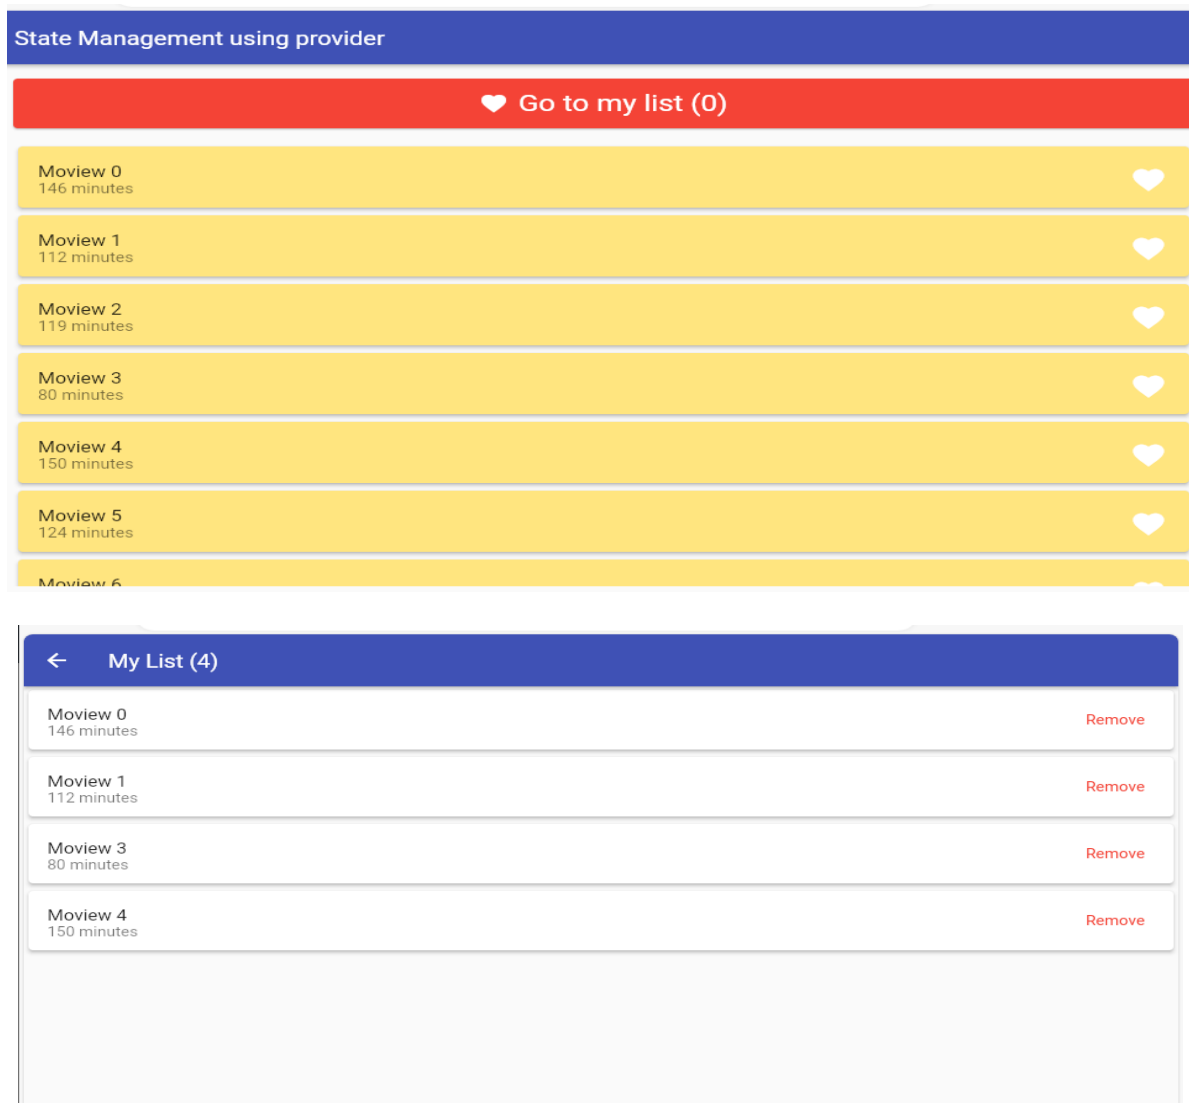 State Management using provider
Go to my list (0)
Moview 0
146 minutes
Moview 1
112 minutes
Moview 2
119 minutes
Moview 3
80 minutes
Moview 4
150 minutes
Moview 5
124 minutes
Moview 6
My List (4)
Moview 0
146 minutes
Remove
Moview 1
112 minutes
Remove
Moview 3
80 minutes
Remove
Moview 4
150 minutes
Remove